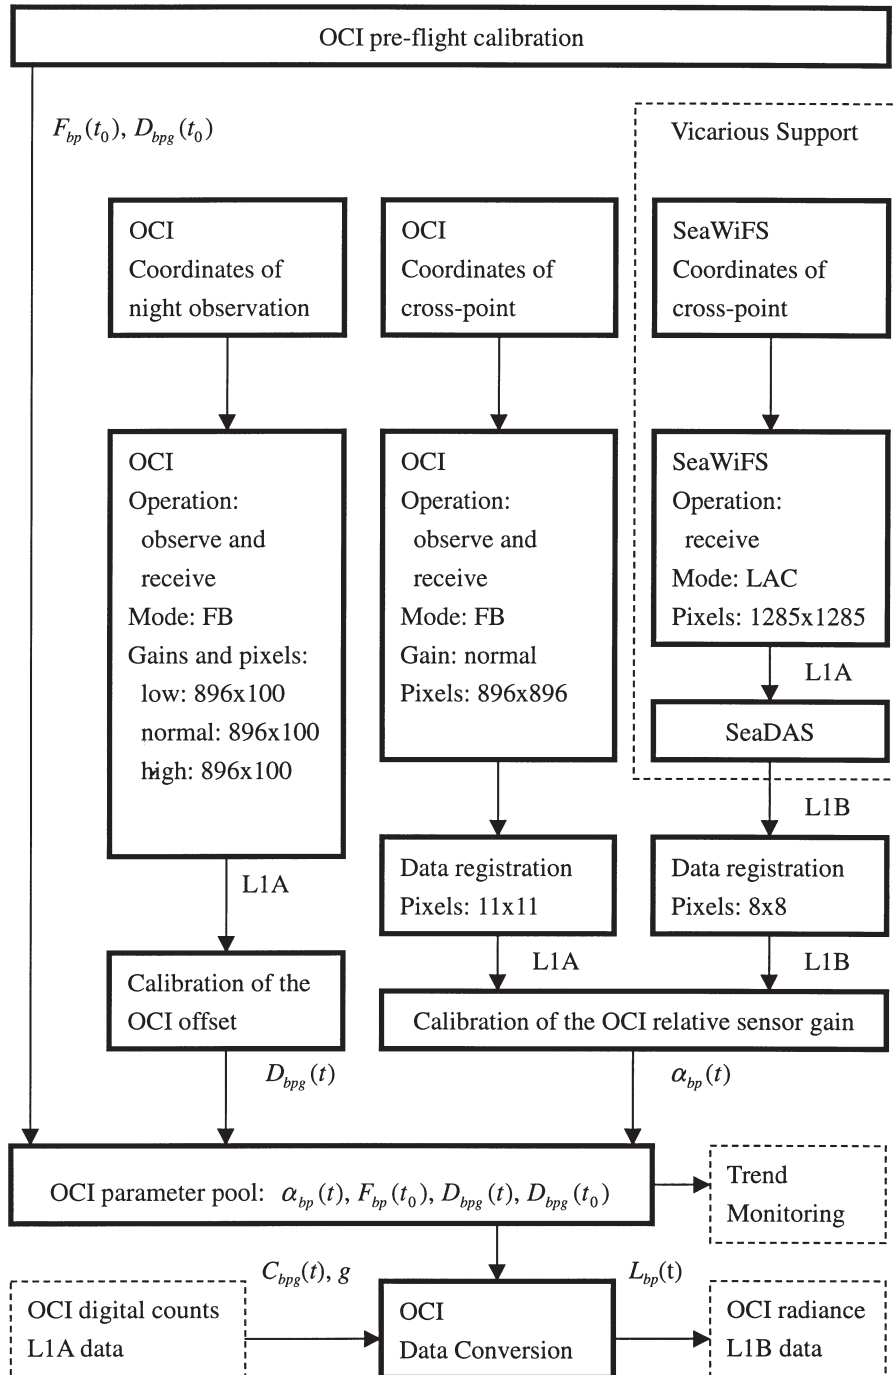 OCI pre-flight calibration
F_bp(t_0), D_bpg(t_0)
Vicarious Support
OCI
Coordinates of
night observation
OCI
Coordinates of
cross-point
SeaWiFS
Coordinates of
cross-point
OCI
Operation:
observe and
receive
Mode: FB
Gains and pixels:
low: 896x100
normal: 896x100
high: 896x100
OCI
Operation:
observe and
receive
Mode: FB
Gain: normal
Pixels: 896x896
SeaWiFS
Operation:
receive
Mode: LAC
Pixels: 1285x1285
L1A
SeaDAS
L1B
L1A
Data registration
Pixels: 11x11
Data registration
Pixels: 8x8
L1A
L1B
Calibration of the
OCI offset
Calibration of the OCI relative sensor gain
D_bpg(t)
α_bp(t)
OCI parameter pool: α_bp(t), F_bp(t_0), D_bpg(t), D_bpg(t_0)
Trend
Monitoring
C_bpg(t), g
L_bp(t)
OCI digital counts
L1A data
OCI
Data Conversion
OCI radiance
L1B data